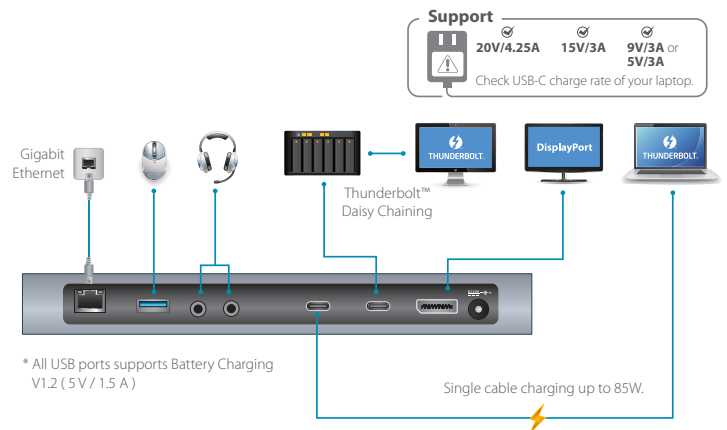 Support
20V/4.25A 15V/3A 9V/3A or
5V/3A
Check USB-C charge rate of your laptop.
Gigabit
Ethernet
THUNDERBOLT.
DisplayPort
THUNDERBOLT.
Thunderbolt™
Daisy Chaining
* All USB ports supports Battery Charging
V1.2 ( 5 V / 1.5 A )
Single cable charging up to 85W.